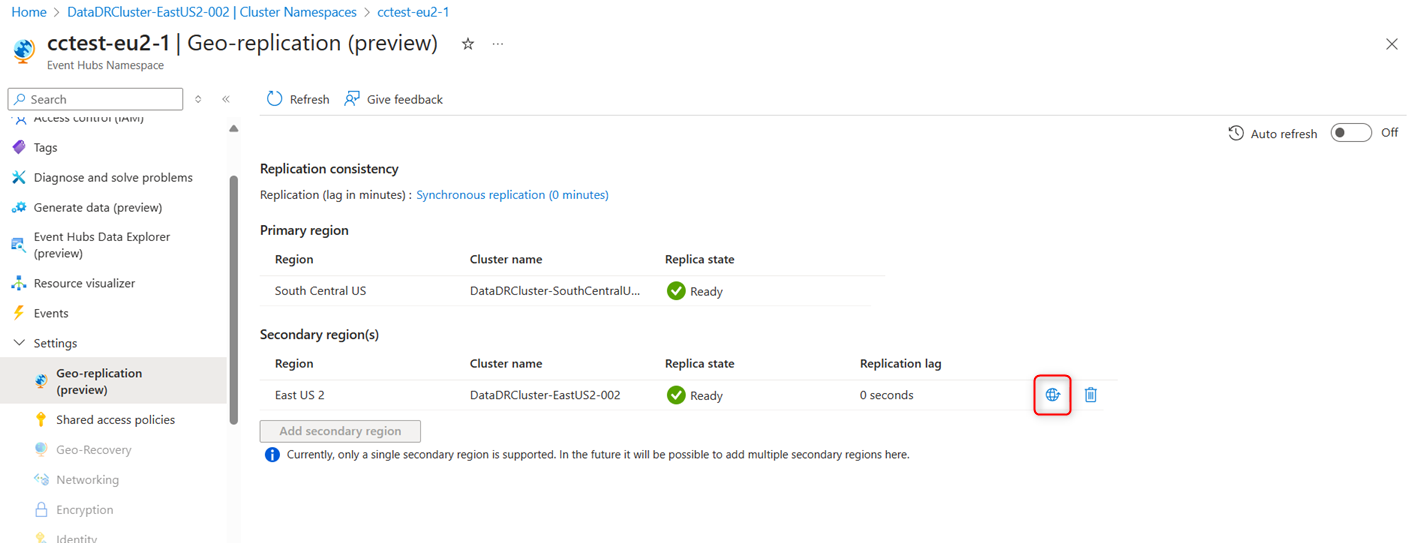 Home > DataDRCluster-EastUS2-002 | Cluster Namespaces > cctest-eu2-1
cctest-eu2-1 | Geo-replication (preview)
Event Hubs Namespace
Search
Access control (IAM)
Tags
Diagnose and solve problems
Generate data (preview)
Event Hubs Data Explorer
(preview)
Resource visualizer
Events
Settings
Geo-replication
(preview)
Shared access policies
Geo-Recovery
Networking
Encryption
Identity
Refresh Give feedback
Auto refresh Off
Replication consistency
Replication (lag in minutes) : Synchronous replication (0 minutes)
Primary region
Region Cluster name Replica state
South Central US DataDRCluster-SouthCentralU... Ready
Secondary region(s)
Region Cluster name Replica state Replication lag
East US 2 DataDRCluster-EastUS2-002 Ready 0 seconds
Add secondary region
Currently, only a single secondary region is supported. In the future it will be possible to add multiple secondary regions here.